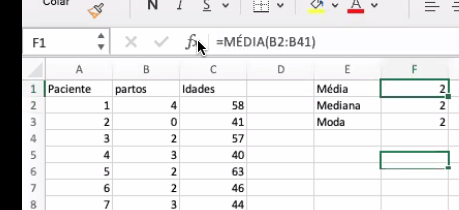 Colar N I S A
F1 fx =MÉDIA(B2:B41)
A B C D E F
1 Paciente partos Idades Média 2
2 1 4 58 Mediana 2
3 2 0 41 Moda 2
4 3 2 57
5 4 3 40
6 5 2 63
7 6 2 46
8 7 3 44